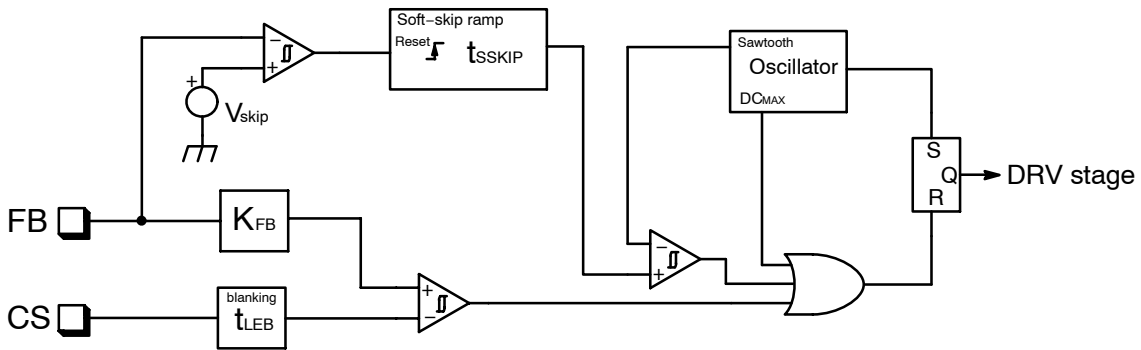 Soft-skip ramp
Reset
tSSKIP
−
+
+
Vskip
Sawtooth
Oscillator
DCMAX
S
Q
R
DRV stage
FB
KFB
−
+
CS
blanking
tLEB
+
−